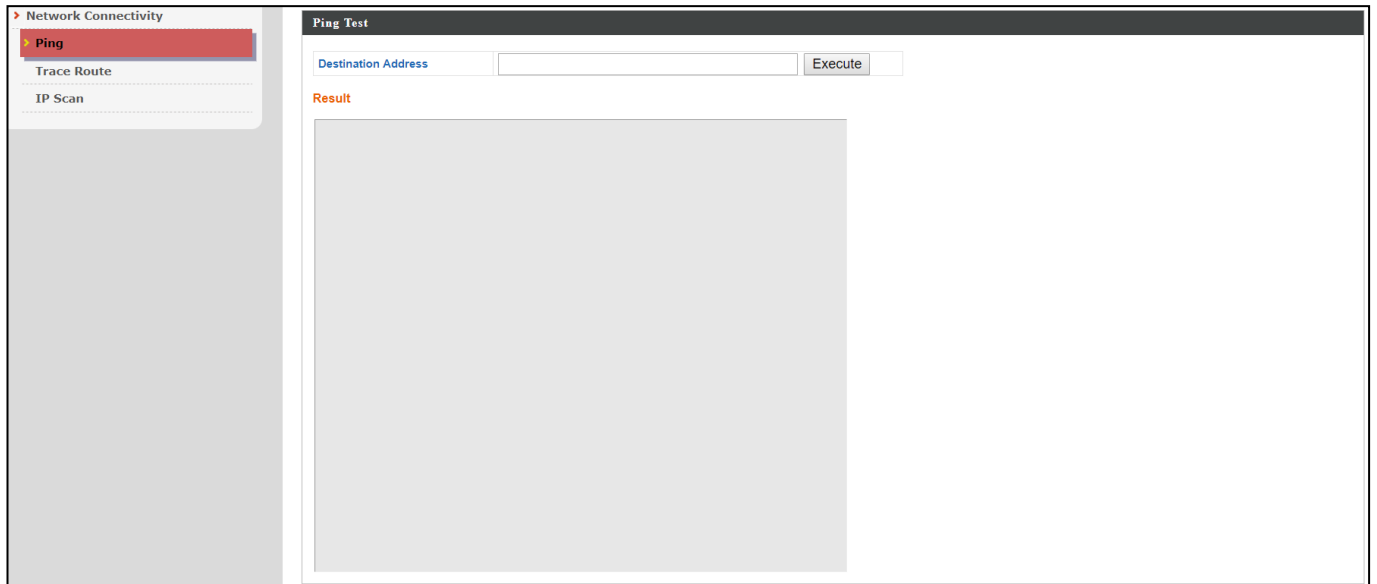 Network Connectivity
Ping
Trace Route
IP Scan
Ping Test
Destination Address
Execute
Result